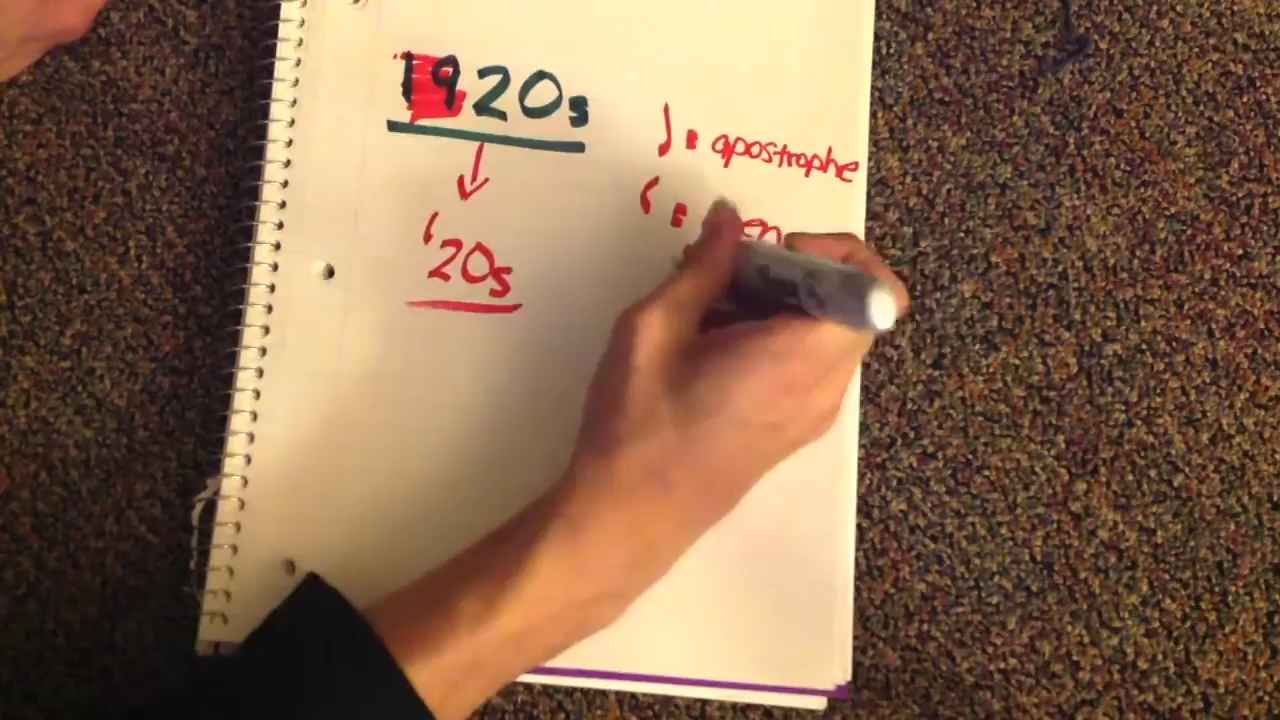 1920s
‘20s
’ = apostrophe
‘ =